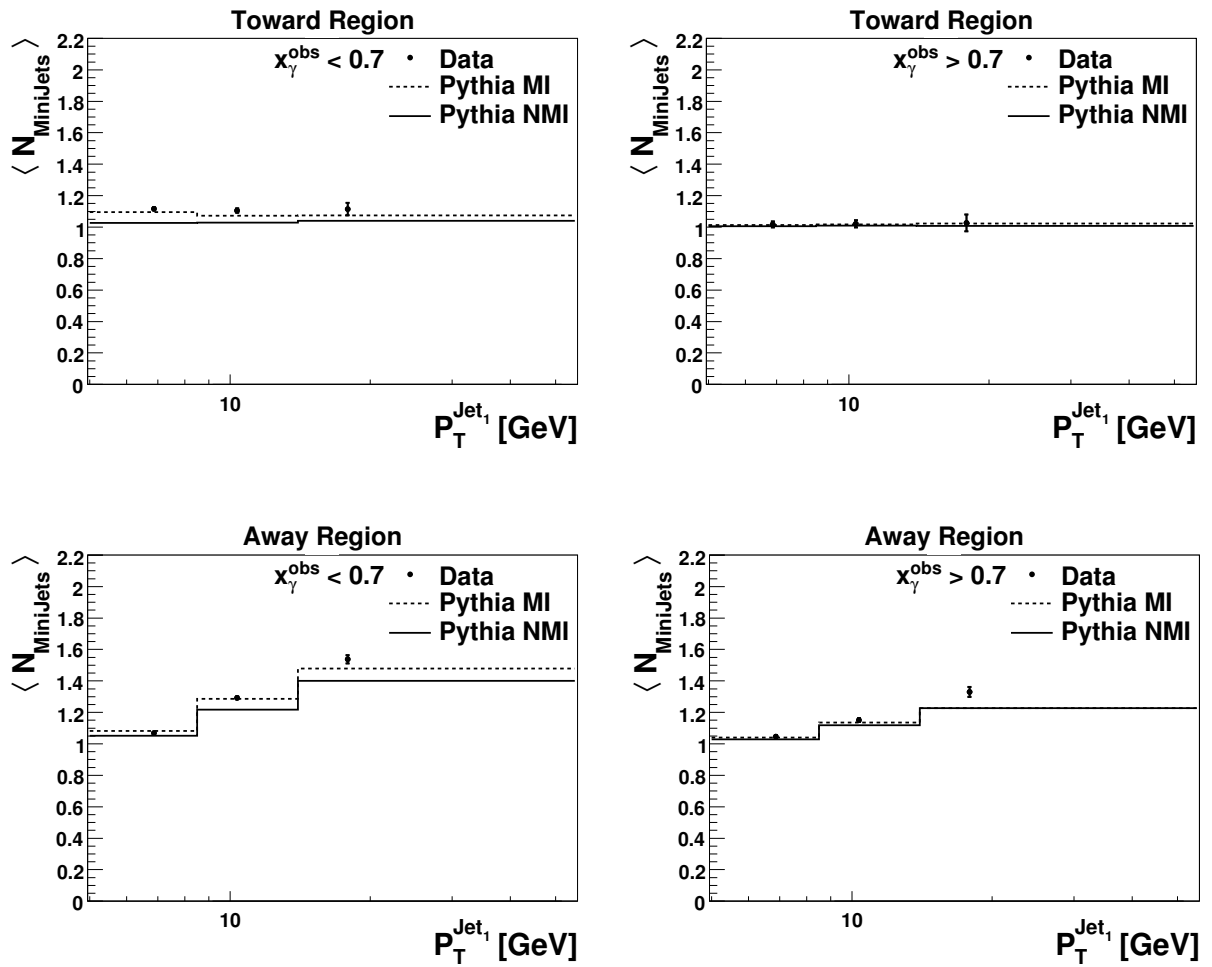 Toward Region
⟨ N_MiniJets ⟩
2.2
2
1.8
1.6
1.4
1.2
1
0.8
0.6
0.4
0.2
0
x_γ^obs < 0.7
Data
Pythia MI
Pythia NMI
10
P_T^Jet_1 [GeV]
Toward Region
⟨ N_MiniJets ⟩
2.2
2
1.8
1.6
1.4
1.2
1
0.8
0.6
0.4
0.2
0
x_γ^obs > 0.7
Data
Pythia MI
Pythia NMI
10
P_T^Jet_1 [GeV]
Away Region
⟨ N_MiniJets ⟩
2.2
2
1.8
1.6
1.4
1.2
1
0.8
0.6
0.4
0.2
0
x_γ^obs < 0.7
Data
Pythia MI
Pythia NMI
10
P_T^Jet_1 [GeV]
Away Region
⟨ N_MiniJets ⟩
2.2
2
1.8
1.6
1.4
1.2
1
0.8
0.6
0.4
0.2
0
x_γ^obs > 0.7
Data
Pythia MI
Pythia NMI
10
P_T^Jet_1 [GeV]